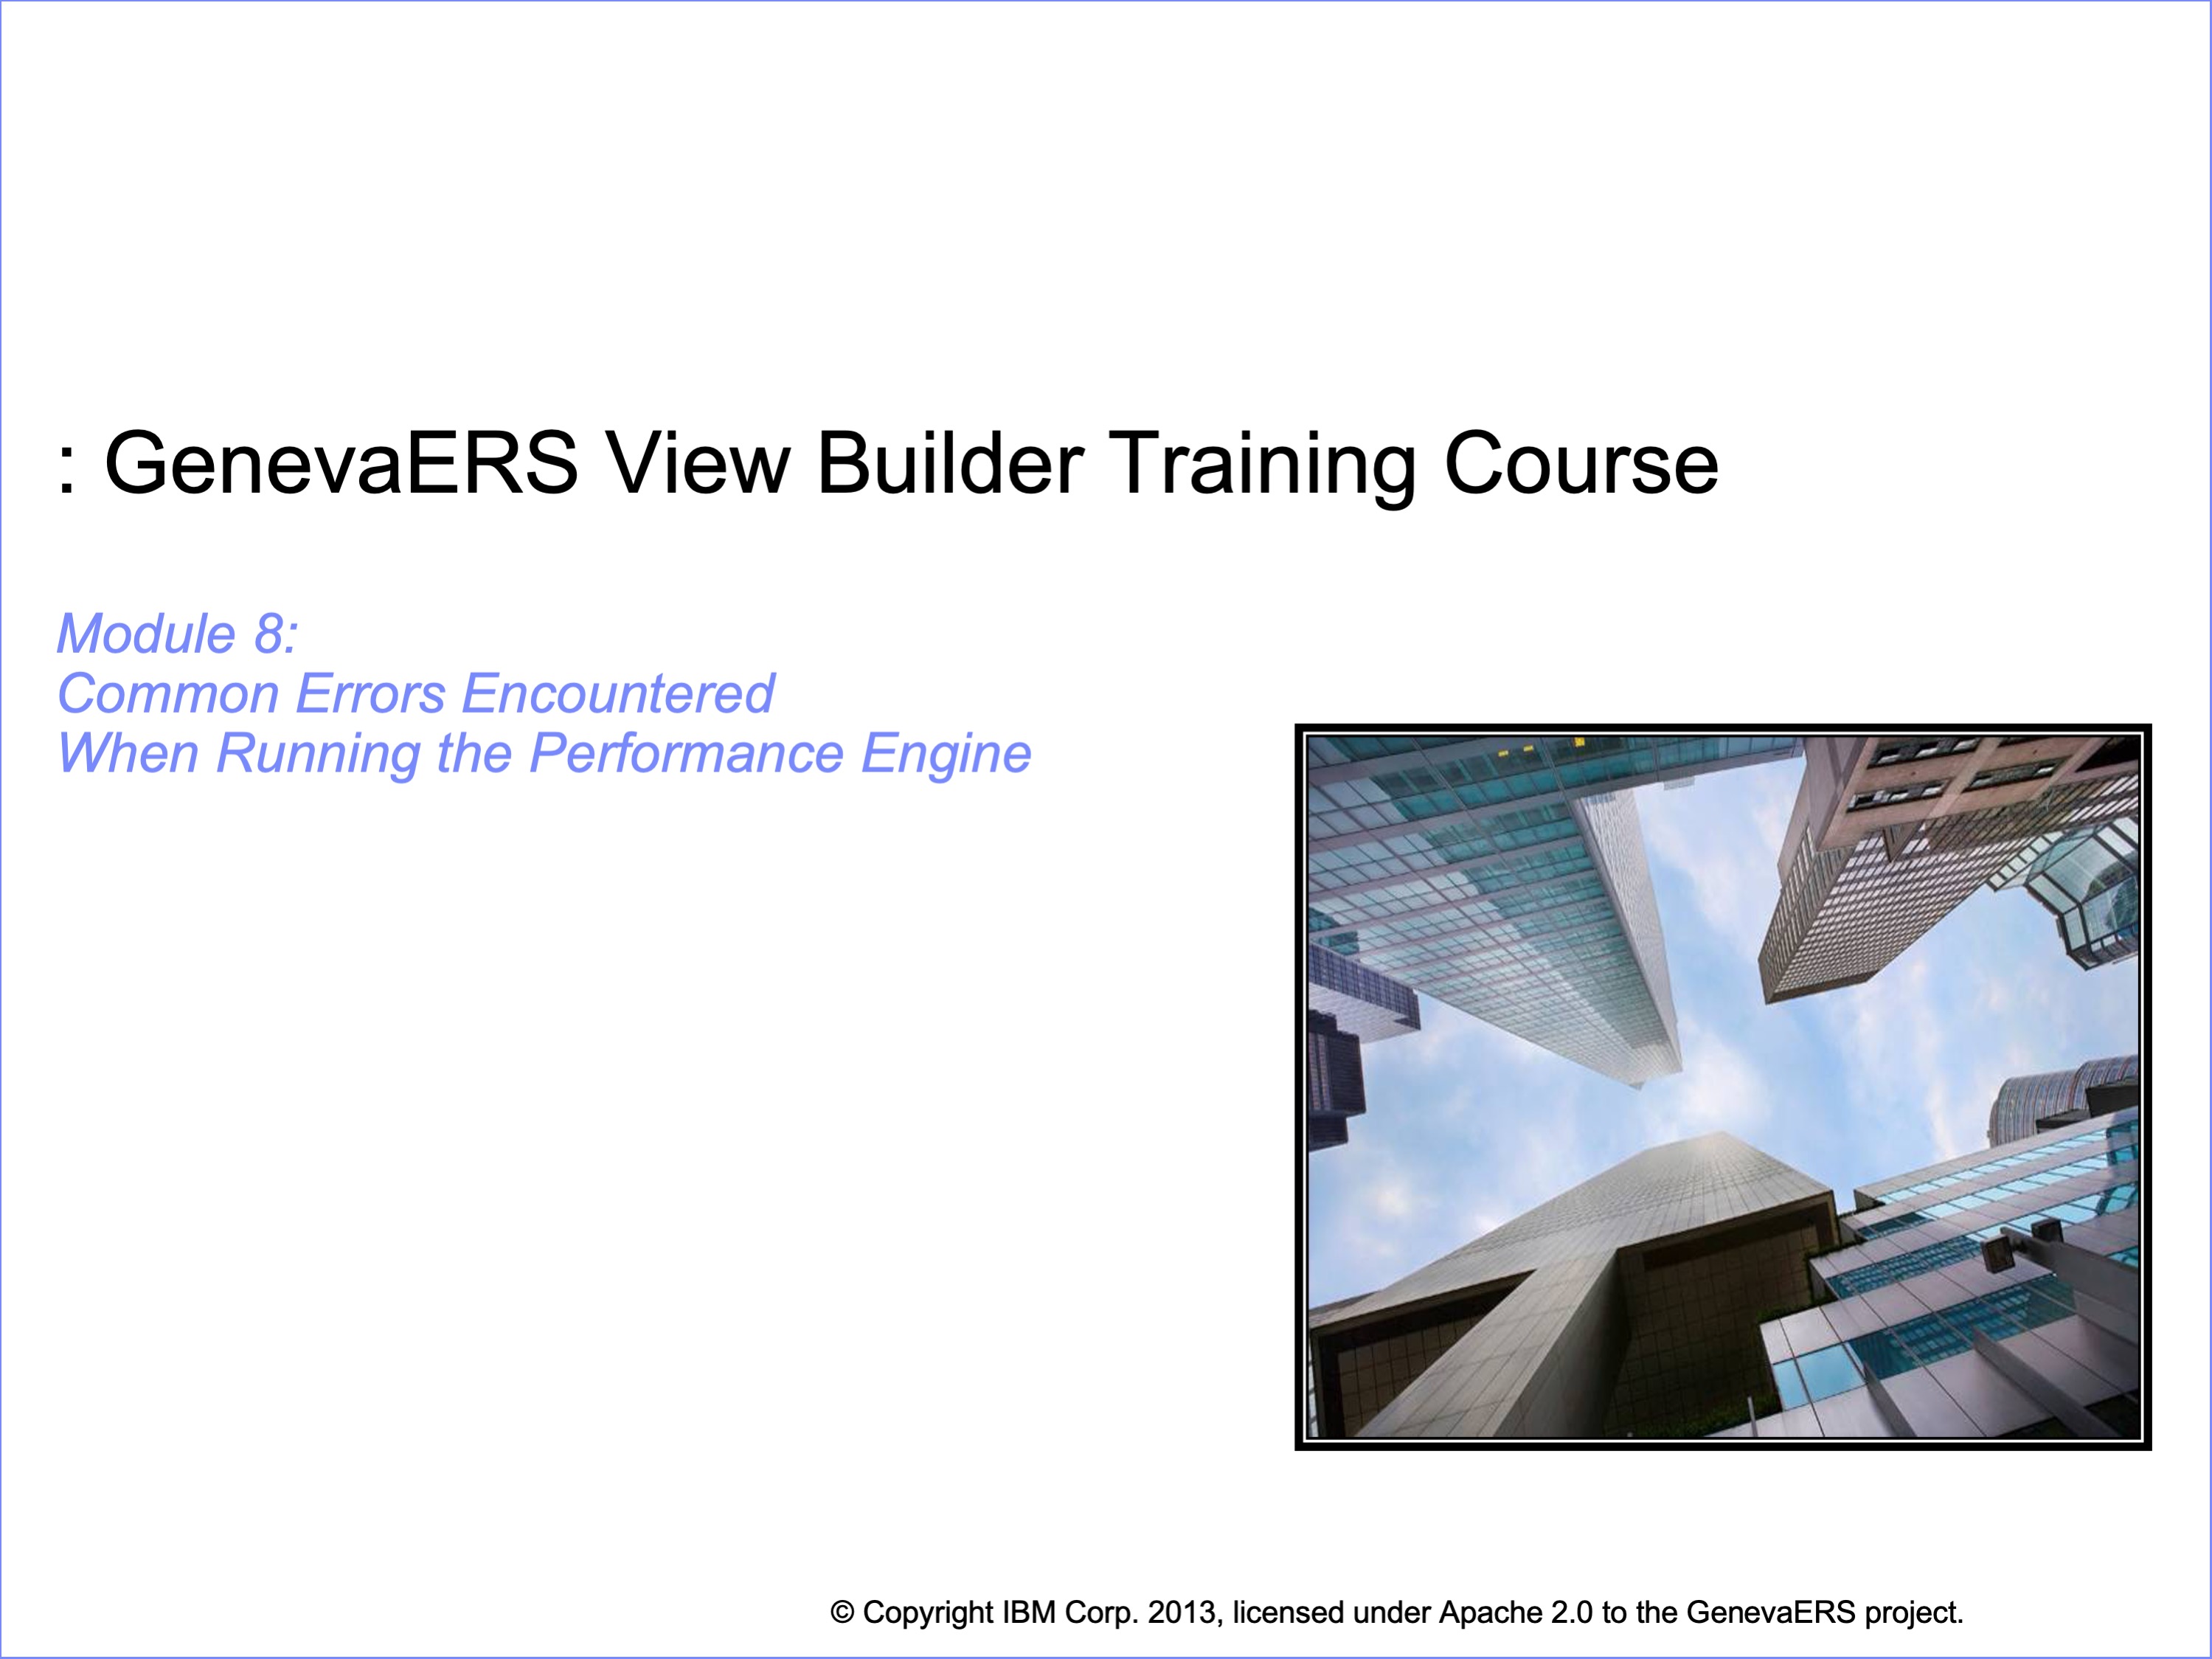 : GenevaERS View Builder Training Course
Module 8:
Common Errors Encountered
When Running the Performance Engine
© Copyright IBM Corp. 2013, licensed under Apache 2.0 to the GenevaERS project.